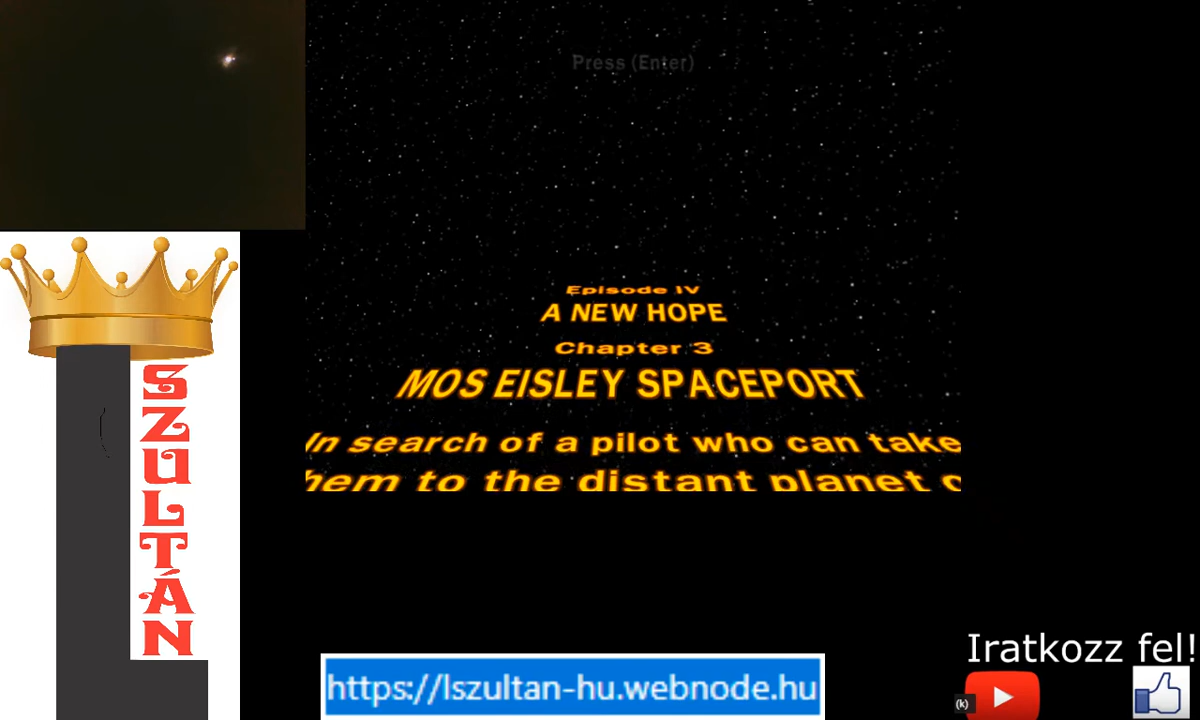 Press (Enter)
Episode IV
A NEW HOPE
Chapter 3
MOS EISLEY SPACEPORT
In search of a pilot who can take
hem to the distant planet
L
SZULTÁN
https://lszultan-hu.webnode.hu
Iratkozz fel!
(k)